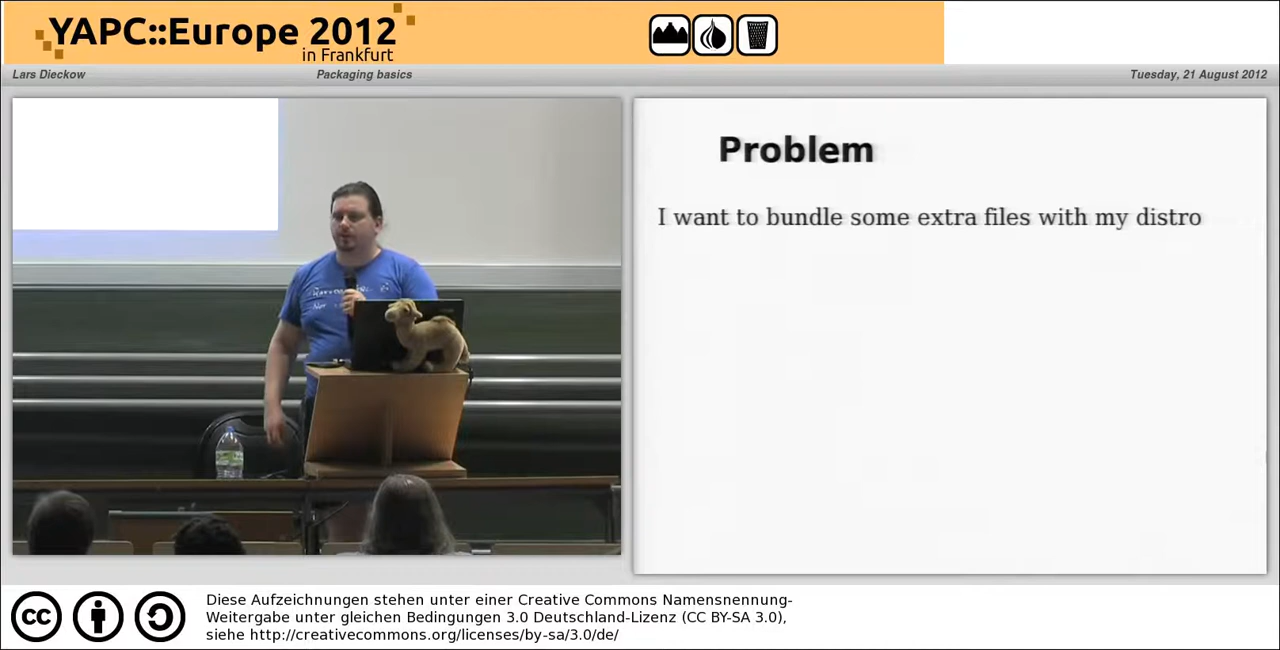 YAPC::Europe 2012
in Frankfurt
Lars Dieckow
Packaging basics
Tuesday, 21 August 2012
Problem
I want to bundle some extra files with my distro
cc
Diese Aufzeichnungen stehen unter einer Creative Commons Namensnennung-
Weitergabe unter gleichen Bedingungen 3.0 Deutschland-Lizenz (CC BY-SA 3.0),
siehe http://creativecommons.org/licenses/by-sa/3.0/de/